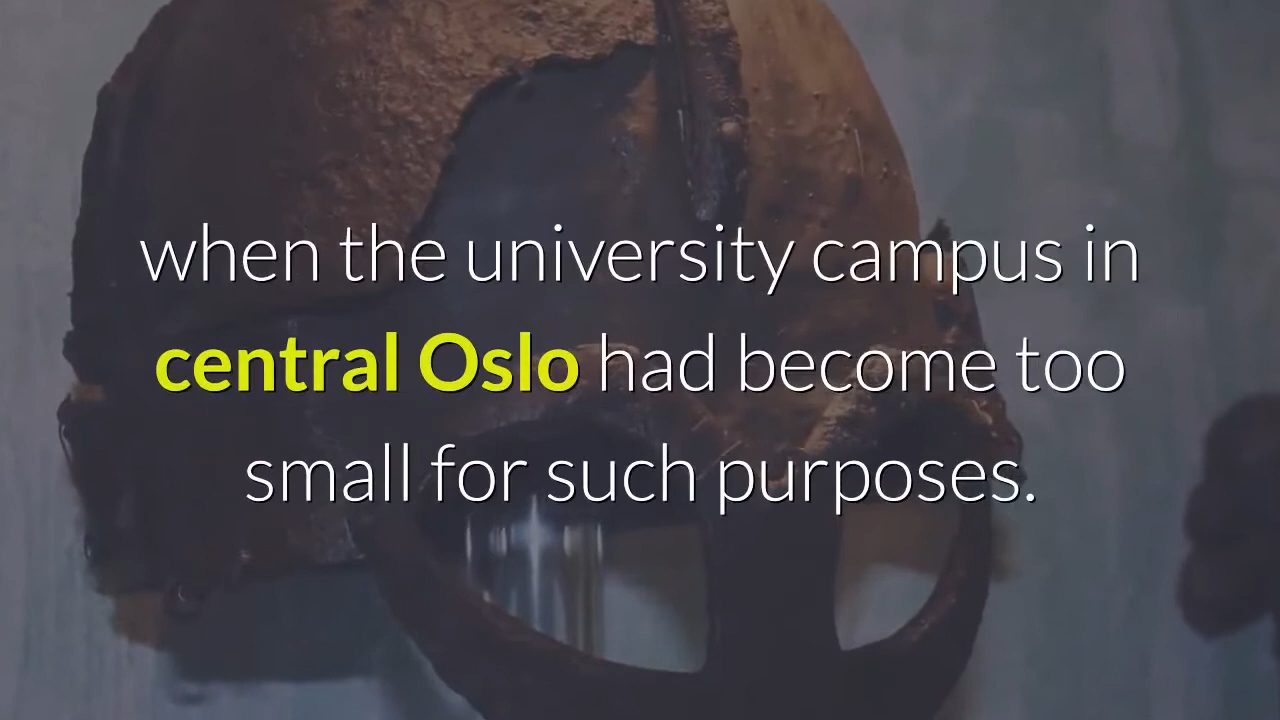 when the university campus in
central Oslo had become too
small for such purposes.